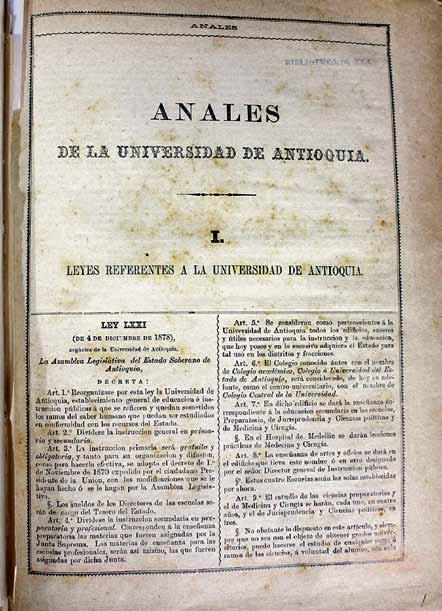 ANALES
ANALES
DE LA UNIVERSIDAD DE ANTIOQUIA.
I.
LEYES REFERENTES A LA UNIVERSIDAD DE ANTIOQUIA.
LEY LXXI
(DE 4 DE DICIEMBRE DE 1878),
orgánica de la Universidad de Antioquia.
La Asamblea Legislativa del Estado Soberano de
Antioquia,
DECRETA:
Art. 1.º Reorganízase por esta ley la Universidad de
Antioquia, establecimiento general de educacion é ins-
truccion pública á que se refieren y quedan sometidos
los ramos del saber humano que puedan ser estudiados
en conformidad con los recursos del Estado.
Art. 2.º Divídese la instruccion general en prima-
ria y secundaria.
Art. 3.º La instruccion primaria será gratuita y
obligatoria, y tanto para su organizacion y difusion,
como para hacerla efectiva, se adopta el decreto de 1.º
de Noviembre de 1870 expedido por el ciudadano Pre-
sidente de la Union, con las modificaciones que se le
hayan hecho ó se le hagan por la Asamblea Legisla-
tiva.
§. Los sueldos de los Directores de las escuelas se-
rán de cargo del Tesoro del Estado.
Art. 4.º Divídese la instruccion secundaria en pre-
paratoria y profesional. Corresponden á la enseñanza
preparatoria las materias que fueren asignadas por la
Junta Suprema. Las materias de enseñanza para las
escuelas profesionales, serán así mismo, las que fueren
asignadas por dicha Junta.
Art. 5.º Se consideran como pertenecientes á la
Universidad de Antioquia todos los edificios, enseres
y útiles necesarios para la instruccion y la educacion,
que hoy posee y en lo sucesivo adquiera el Estado para
tal uso en los distritos y fracciones.
Art. 6.º El Colegio conocido ántes con el nombre
de Colegio académico, Colegio ó Universidad del Es-
tado de Antioquia, será considerado, de hoy en ade-
lante, como el centro universitario, con el nombre de
Colegio Central de la Universidad.
Art. 7.º En dicho edificio se dará la enseñanza co-
rrespondiente á la educacion secundaria en las escuelas,
Preparatoria, de Jurisprudencia y Ciencias políticas y
de Medicina y Cirugía.
§. En el Hospital de Medellin se darán lecciones
prácticas de Medicina y Cirugía.
Art. 8.º La enseñanza de artes y oficios se dará en
el edificio que tiene este nombre ó en otro designado
por el señor Director general de Instruccion pública.
§. Estas cuatro Escuelas serán las solas establecidas
por ahora.
Art. 9.º El estudio de las ciencias preparatorias y
el de Medicina y Cirugía se harán, cada uno, en cuatro
años, y el de Jurisprudencia y Ciencias políticas, en
tres.
§. No obstante lo dispuesto en este artículo, y siem-
pre que no sea con el objeto de obtener grados univer-
sitarios, puede hacerse el estudio de cualquier ramo ó
ramos de las ciencias, á voluntad del alumno,